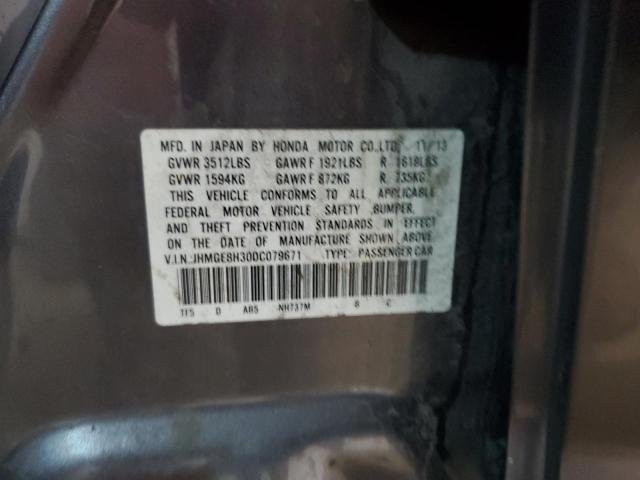 MFD. IN JAPAN BY HONDA MOTOR CO.,LTD. 11/13
GVWR 3512LBS GAWR F 1921LBS R 1618LBS
GVWR 1594KG GAWR F 872KG R 735KG
THIS VEHICLE CONFORMS TO ALL APPLICABLE
FEDERAL MOTOR VEHICLE SAFETY, BUMPER,
AND THEFT PREVENTION STANDARDS IN EFFECT
ON THE DATE OF MANUFACTURE SHOWN ABOVE.
V.I.N.:JHMGE8H30DC079671 TYPE: PASSENGER CAR
TF5 D AB5 NH737M B C